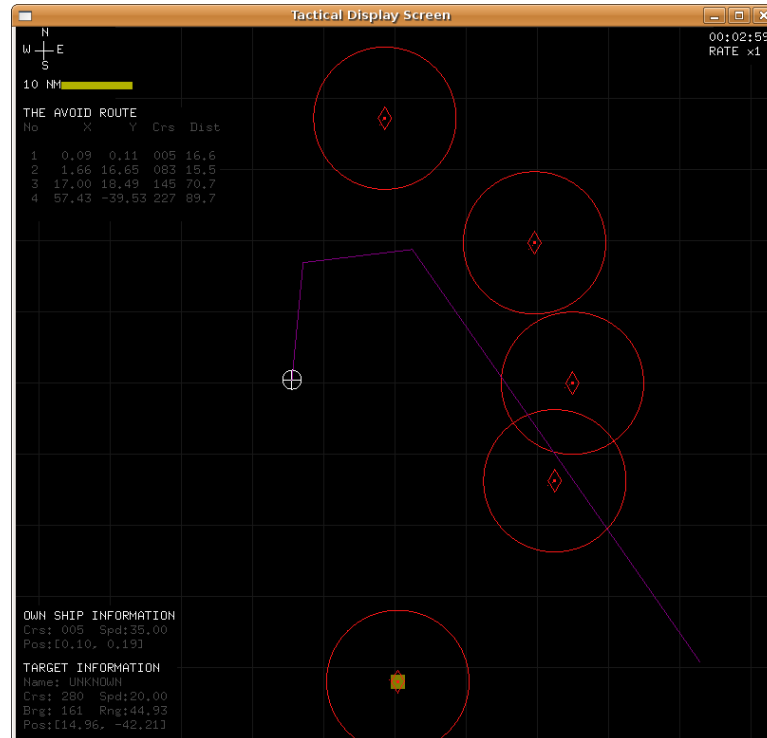 Tactical Display Screen
N
W E
S
00:02:59
RATE x1
10 NM
THE AVOID ROUTE
No X Y Crs Dist
1 0.09 0.11 005 16.6
2 1.66 16.65 083 15.5
3 17.00 18.49 145 70.7
4 57.43 -39.53 227 89.7
OWN SHIP INFORMATION
Crs: 005 Spd:35.00
Pos:[0.10, 0.19]
TARGET INFORMATION
Name: UNKNOWN
Crs: 280 Spd:20.00
Brg: 161 Rng:44.93
Pos:[14.96, -42.21]